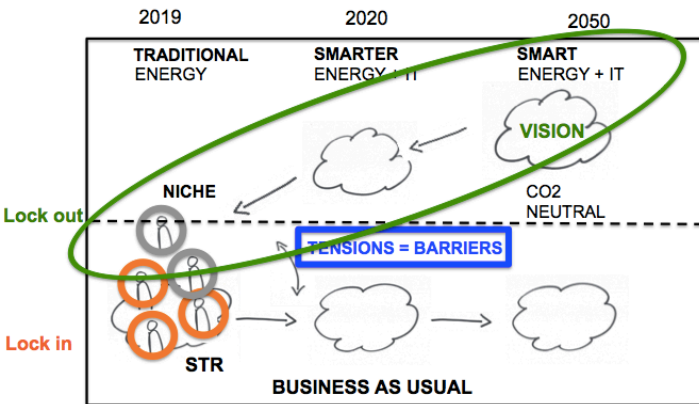 2019
2020
2050
TRADITIONAL
ENERGY
SMARTER
ENERGY + IT
SMART
ENERGY + IT
VISION
NICHE
CO2
NEUTRAL
Lock out
TENSIONS = BARRIERS
Lock in
STR
BUSINESS AS USUAL